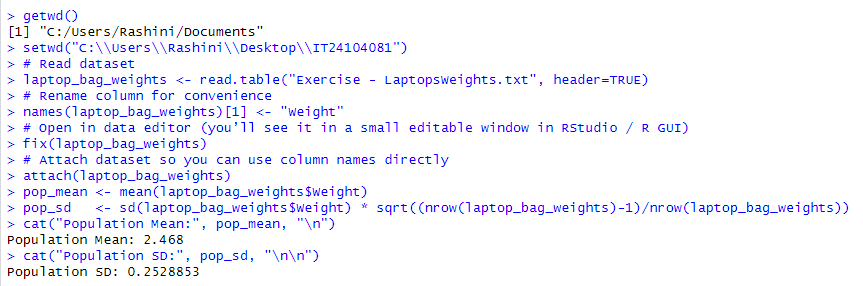 > getwd()
[1] "C:/Users/Rashini/Documents"
> setwd("C:\\Users\\Rashini\\Desktop\\IT24104081")
> # Read dataset
> laptop_bag_weights <- read.table("Exercise - LaptopsWeights.txt", header=TRUE)
> # Rename column for convenience
> names(laptop_bag_weights)[1] <- "Weight"
> # Open in data editor (you'll see it in a small editable window in RStudio / R GUI)
> fix(laptop_bag_weights)
> # Attach dataset so you can use column names directly
> attach(laptop_bag_weights)
> pop_mean <- mean(laptop_bag_weights$Weight)
> pop_sd   <- sd(laptop_bag_weights$Weight) * sqrt((nrow(laptop_bag_weights)-1)/nrow(laptop_bag_weights))
> cat("Population Mean:", pop_mean, "\n")
Population Mean: 2.468
> cat("Population SD:", pop_sd, "\n\n")
Population SD: 0.2528853